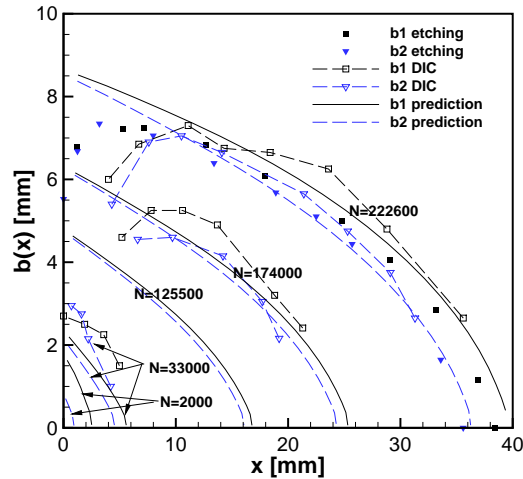 10
8
6
4
2
0
b(x) [mm]
b1 etching
b2 etching
b1 DIC
b2 DIC
b1 prediction
b2 prediction
N=222600
N=174000
N=125500
N=33000
N=2000
0
10
20
30
40
x [mm]